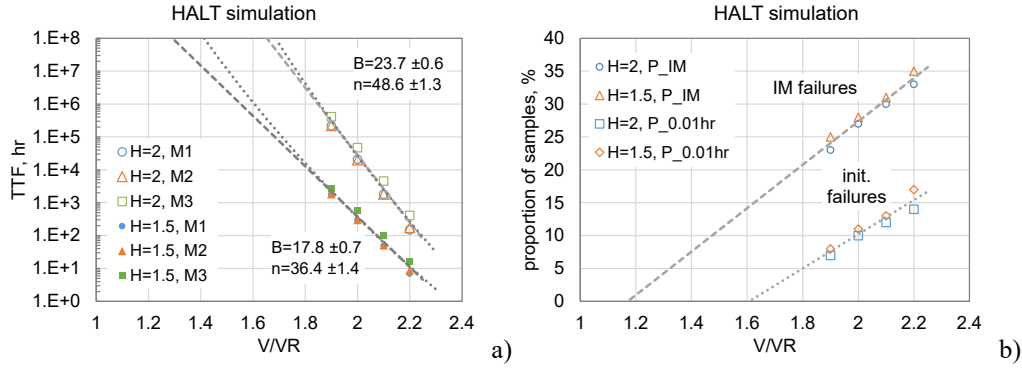 HALT simulation
1.E+8
1.E+7
1.E+6
1.E+5
1.E+4
1.E+3
1.E+2
1.E+1
1.E+0
TTF, hr
B=23.7 ±0.6
n=48.6 ±1.3
H=2, M1
H=2, M2
H=2, M3
H=1.5, M1
H=1.5, M2
H=1.5, M3
B=17.8 ±0.7
n=36.4 ±1.4
1 1.2 1.4 1.6 1.8 2 2.2 2.4
V/VR
a)
HALT simulation
40
35
30
25
20
15
10
5
0
proportion of samples, %
H=2, P_IM
H=1.5, P_IM
H=2, P_0.01hr
H=1.5, P_0.01hr
IM failures
init.
failures
1 1.2 1.4 1.6 1.8 2 2.2 2.4
V/VR
b)